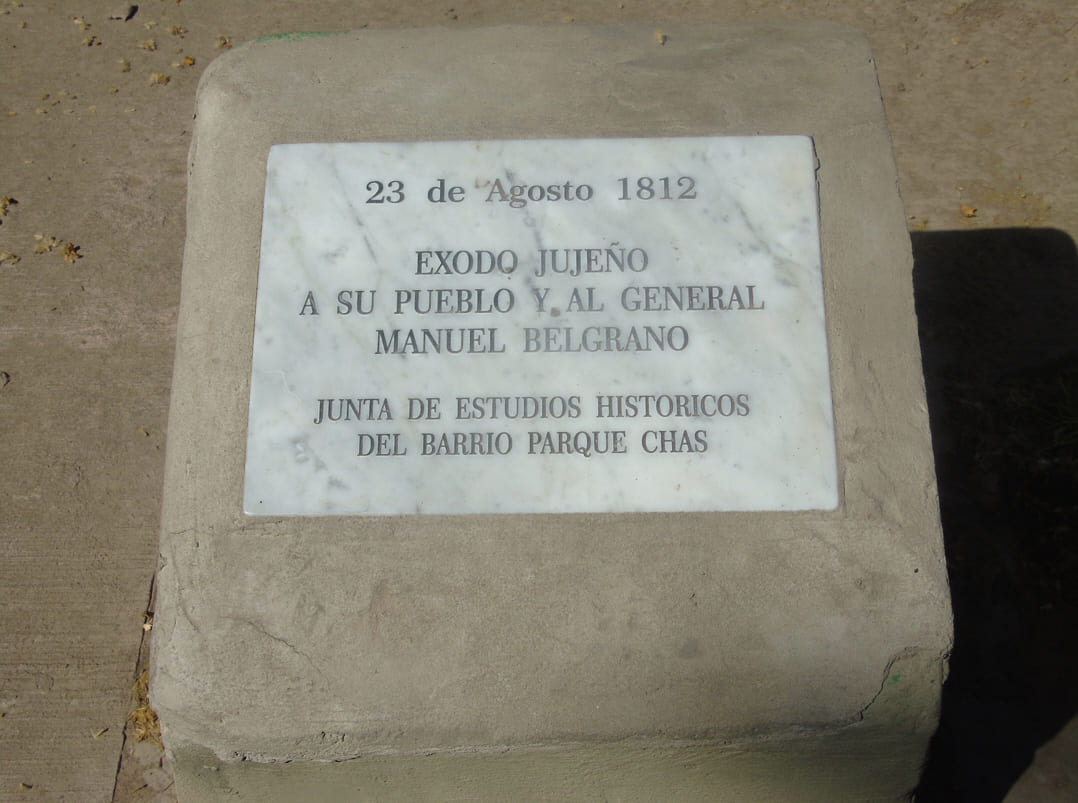 23 de Agosto 1812
EXODO JUJEÑO
A SU PUEBLO Y AL GENERAL
MANUEL BELGRANO
JUNTA DE ESTUDIOS HISTORICOS
DEL BARRIO PARQUE CHAS